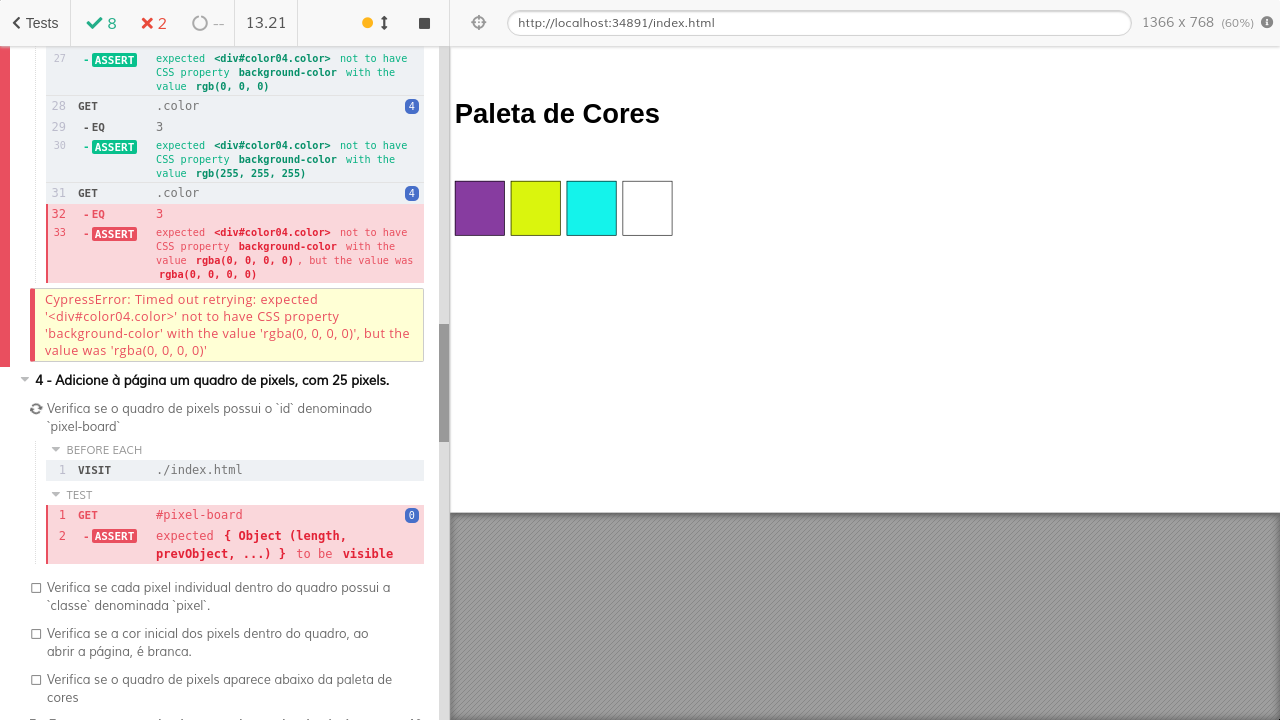 Tests
8
2
--
13.21
http://localhost:34891/index.html
1366 x 768 (60%)
27 - ASSERT expected <div#color04.color> not to have
CSS property background-color with the
value rgb(0, 0, 0)
28 GET .color 4
29 - EQ 3
30 - ASSERT expected <div#color04.color> not to have
CSS property background-color with the
value rgb(255, 255, 255)
31 GET .color 4
32 - EQ 3
33 - ASSERT expected <div#color04.color> not to have
CSS property background-color with the
value rgba(0, 0, 0, 0) , but the value was
rgba(0, 0, 0, 0)
CypressError: Timed out retrying: expected
'<div#color04.color>' not to have CSS property
'background-color' with the value 'rgba(0, 0, 0, 0)', but the
value was 'rgba(0, 0, 0, 0)'
4 - Adicione à página um quadro de pixels, com 25 pixels.
Verifica se o quadro de pixels possui o `id` denominado
`pixel-board`
BEFORE EACH
1 VISIT ./index.html
TEST
1 GET #pixel-board 0
2 - ASSERT expected { Object (length,
prevObject, ...) } to be visible
Verifica se cada pixel individual dentro do quadro possui a
`classe` denominada `pixel`.
Verifica se a cor inicial dos pixels dentro do quadro, ao
abrir a página, é branca.
Verifica se o quadro de pixels aparece abaixo da paleta de
cores
Paleta de Cores